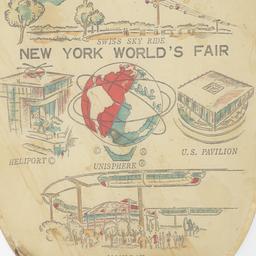 SWISS SKY RIDE
NEW YORK WORLD'S FAIR
HELIPORT ©
© UNISPHERE ®
U.S. PAVILION